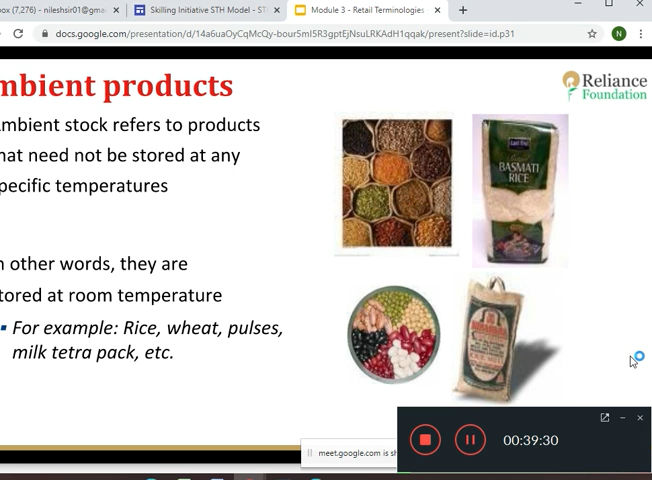 box (7,276) - nileshsir01@gma
Skilling Initiative STH Model - ST
Module 3 - Retail Terminologies
docs.google.com/presentation/d/14a6uaOyCqMcQy-bour5mI5R3gptEjNsuLRKAdH1qqak/present?slide=id.p31
N
mbient products
Reliance
Foundation
mbient stock refers to products
hat need not be stored at any
pecific temperatures
BASMATI
RICE
n other words, they are
tored at room temperature
▪ For example: Rice, wheat, pulses,
milk tetra pack, etc.
00:39:30
meet.google.com is sh